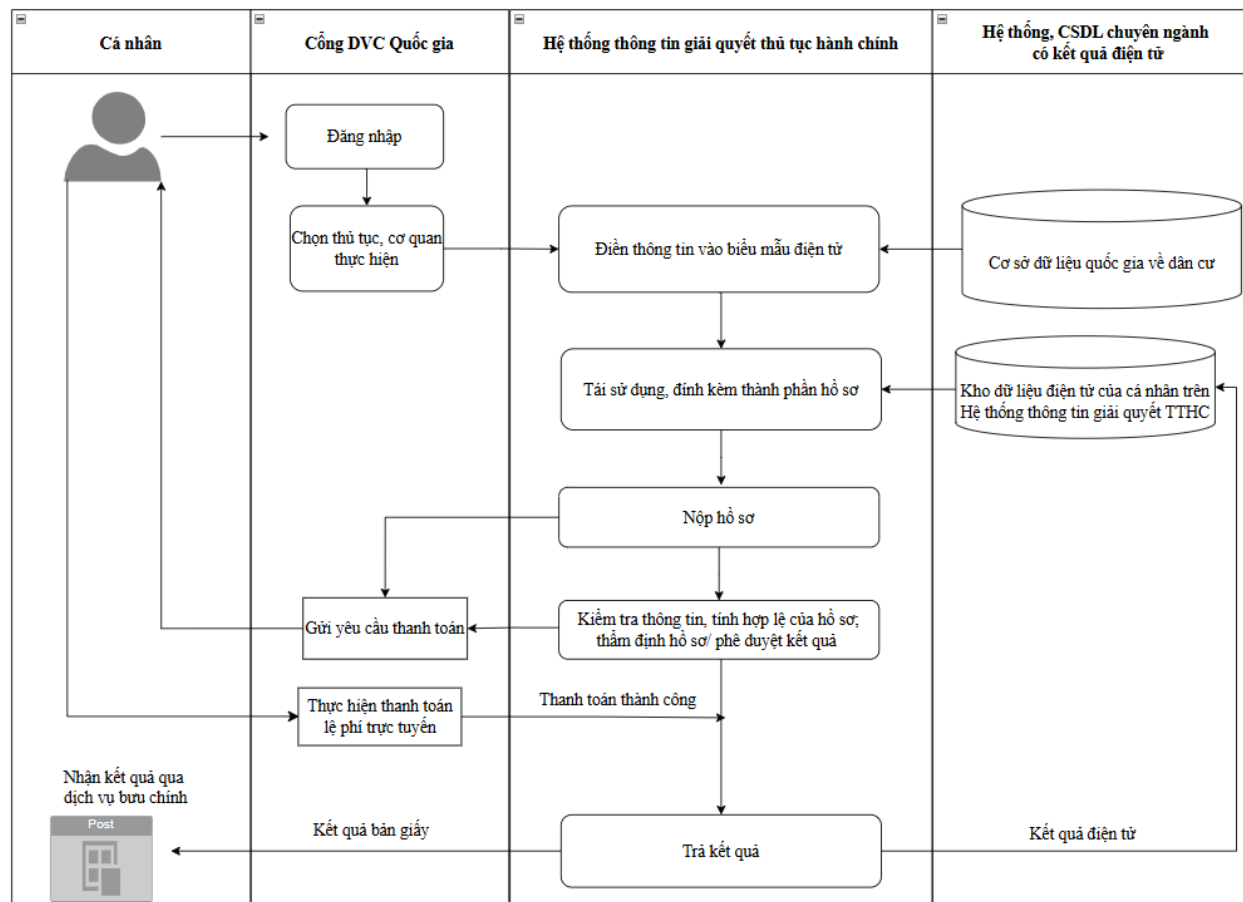 Cá nhân
Cổng DVC Quốc gia
Hệ thống thông tin giải quyết thủ tục hành chính
Hệ thống, CSDL chuyên ngành
có kết quả điện tử
Đăng nhập
Chọn thủ tục, cơ quan
thực hiện
Điền thông tin vào biểu mẫu điện tử
Cơ sở dữ liệu quốc gia về dân cư
Tái sử dụng, đính kèm thành phần hồ sơ
Kho dữ liệu điện tử của cá nhân trên
Hệ thống thông tin giải quyết TTHC
Nộp hồ sơ
Gửi yêu cầu thanh toán
Kiểm tra thông tin, tính hợp lệ của hồ sơ;
thẩm định hồ sơ/ phê duyệt kết quả
Thực hiện thanh toán
lệ phí trực tuyến
Thanh toán thành công
Nhận kết quả qua
dịch vụ bưu chính
Post
Kết quả bản giấy
Trả kết quả
Kết quả điện tử